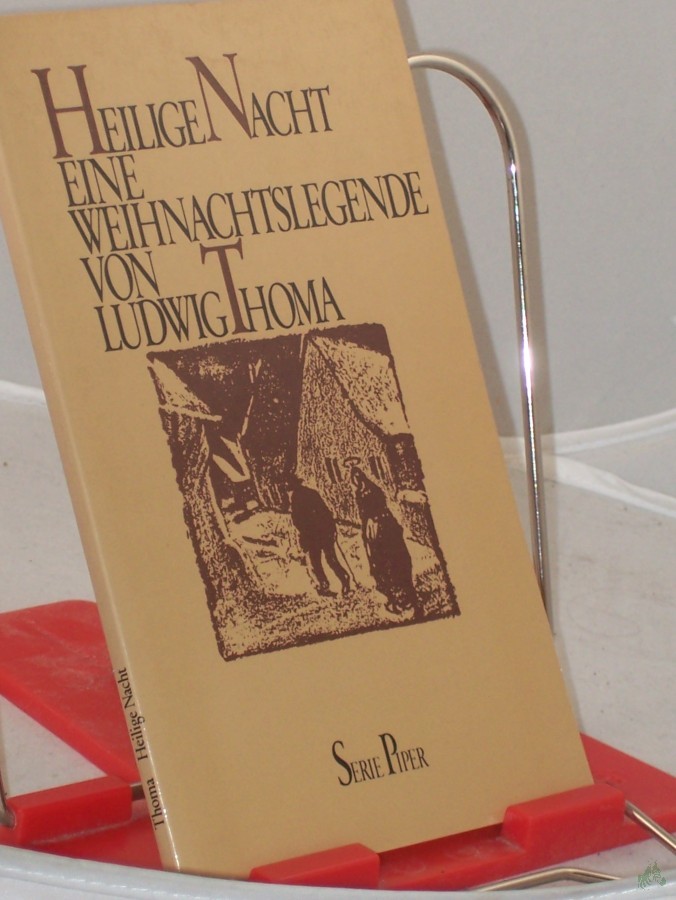 HEILIGE NACHT
EINE
WEIHNACHTSLEGENDE
VON
LUDWIG THOMA
SERIE PIPER
Thoma Heilige Nacht